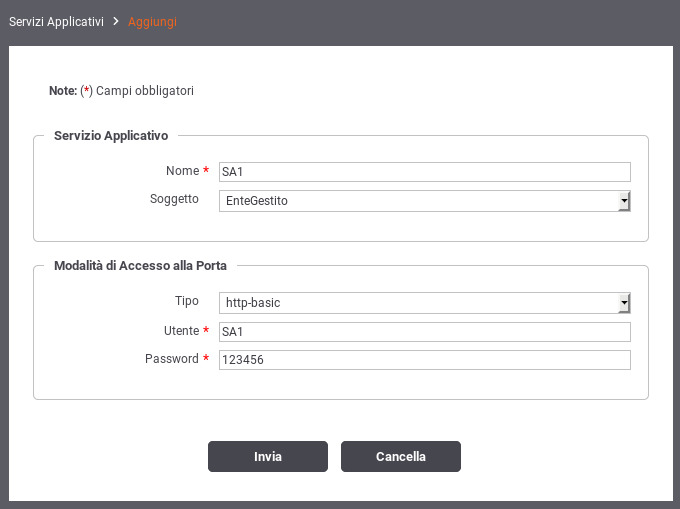 Servizi Applicativi > Aggiungi
Note: (*) Campi obbligatori
Servizio Applicativo
Nome * SA1
Soggetto EnteGestito
Modalità di Accesso alla Porta
Tipo http-basic
Utente * SA1
Password * 123456
Invia Cancella